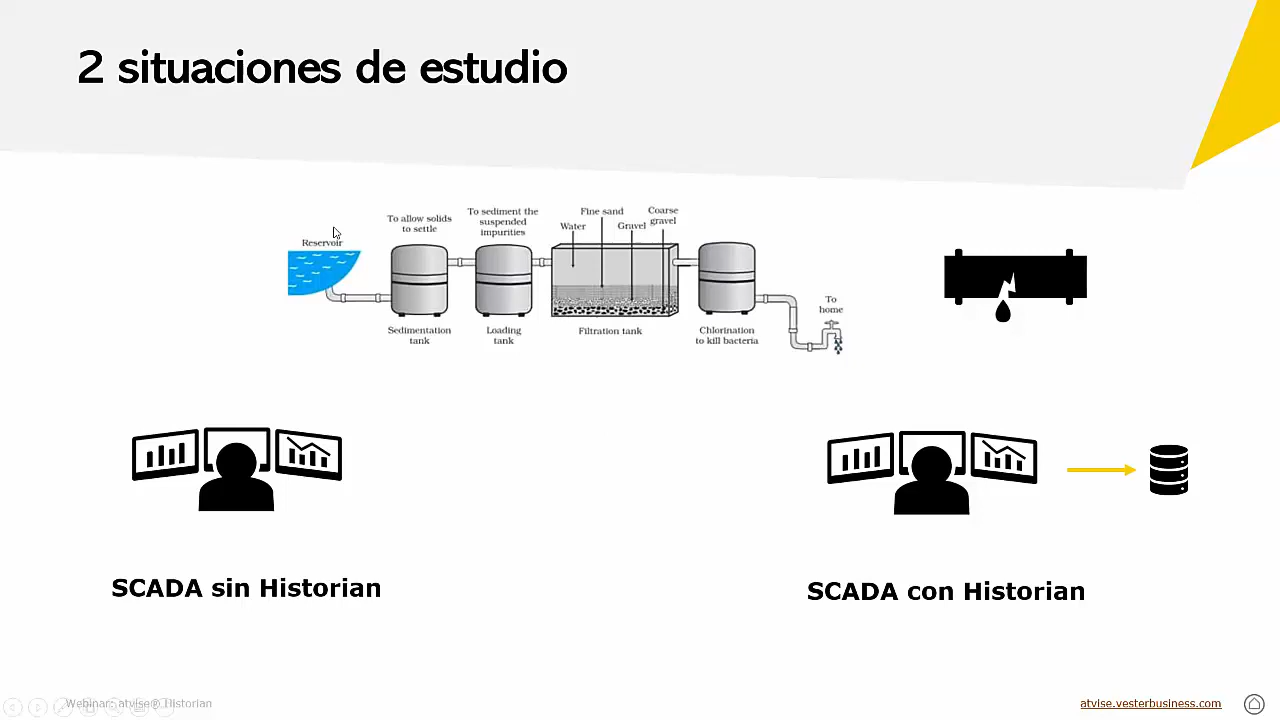 2 situaciones de estudio
To allow solids
to settle
To sediment the
suspended
impurities
Fine sand
Coarse
gravel
Water
Gravel
Reservoir
To
home
Sedimentation
tank
Loading
tank
Filtration tank
Chlorination
to kill bacteria
SCADA sin Historian
SCADA con Historian
Webinar: atvise® Historian
atvise.vesterbusiness.com